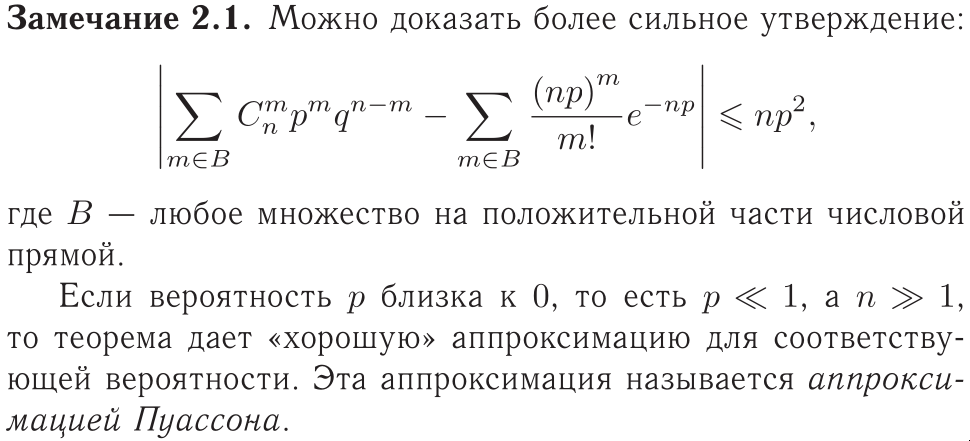 Замечание 2.1. Можно доказать более сильное утверждение:
$$\left| \sum_{m \in B} C_n^m p^m q^{n-m} - \sum_{m \in B} \frac{(np)^m}{m!} e^{-np} \right| \leqslant np^2,$$
где $B$ — любое множество на положительной части числовой
прямой.
Если вероятность $p$ близка к 0, то есть $p \ll 1$, а $n \gg 1$,
то теорема дает «хорошую» аппроксимацию для соответству-
ющей вероятности. Эта аппроксимация называется аппрокси-
мацией Пуассона.